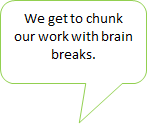 We get to chunk
our work with brain
breaks.